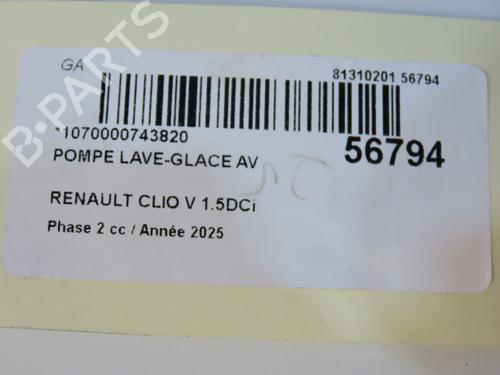 GA
81310201 56794
*1070000743820
56794
POMPE LAVE-GLACE AV
RENAULT CLIO V 1.5DCi
Phase 2 cc / Année 2025
B-PARTS